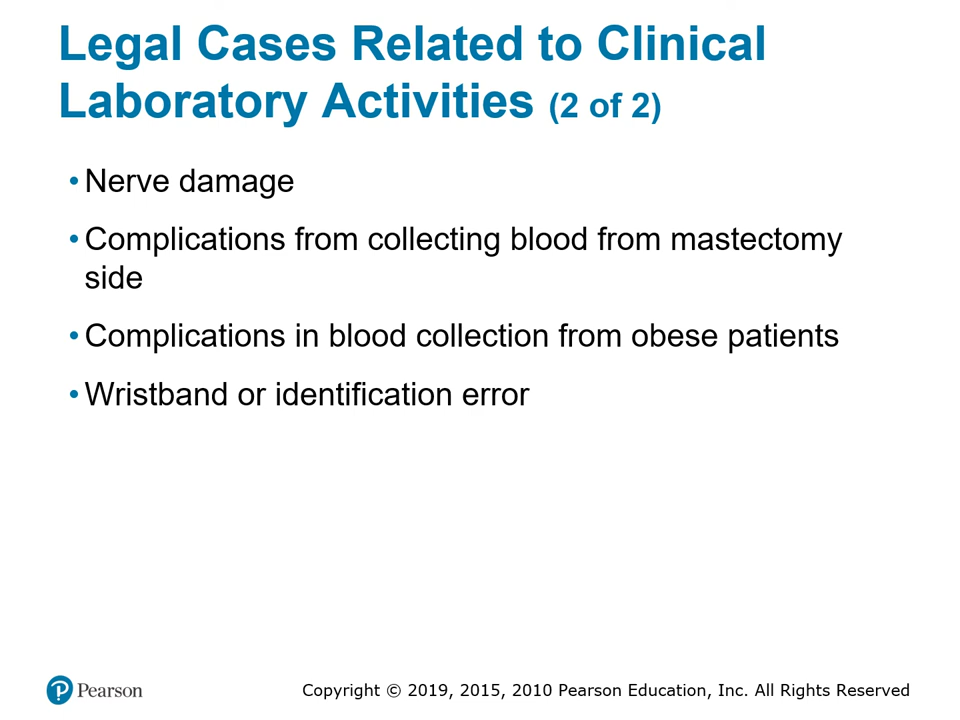 Legal Cases Related to Clinical
Laboratory Activities (2 of 2)
• Nerve damage
• Complications from collecting blood from mastectomy
side
• Complications in blood collection from obese patients
• Wristband or identification error
Pearson
Copyright © 2019, 2015, 2010 Pearson Education, Inc. All Rights Reserved